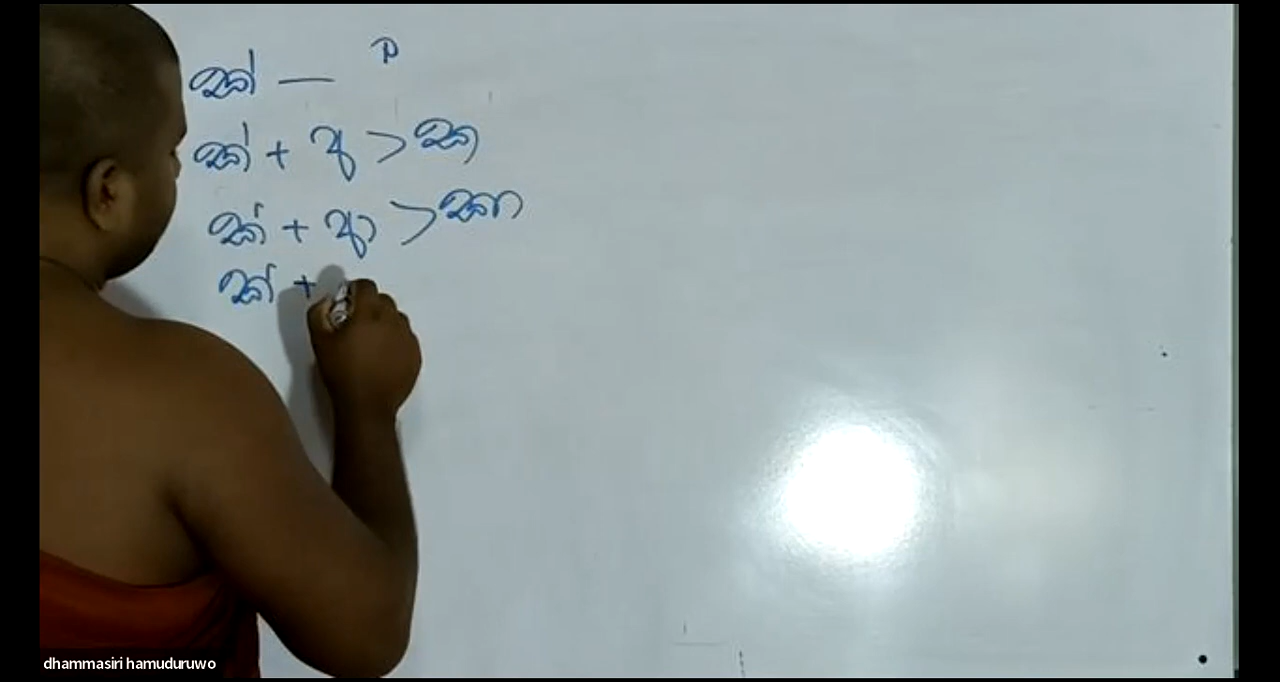 ක් —
ක් + අ > ක
ක් + ආ > කා
ක් +
dhammasiri hamuduruwo